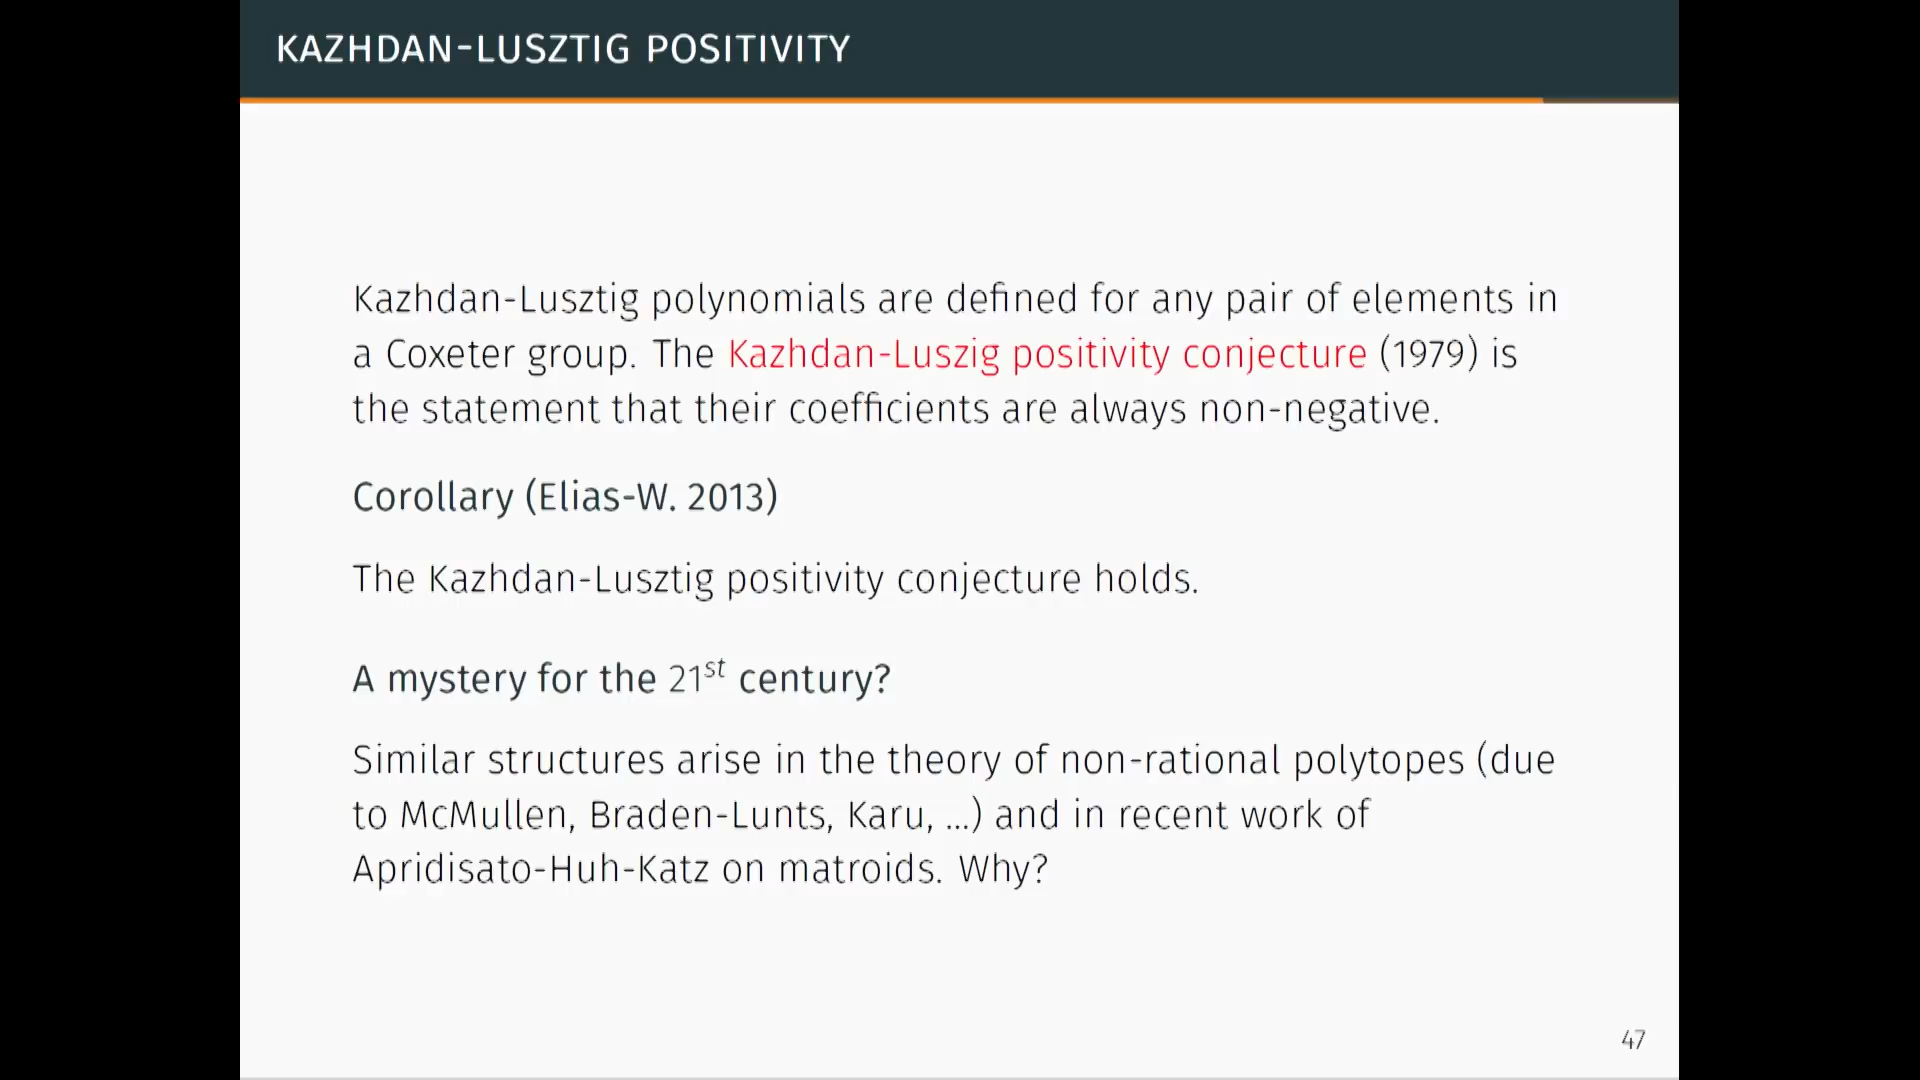 KAZHDAN-LUSZTIG POSITIVITY
Kazhdan-Lusztig polynomials are defined for any pair of elements in
a Coxeter group. The Kazhdan-Luszig positivity conjecture (1979) is
the statement that their coefficients are always non-negative.
Corollary (Elias-W. 2013)
The Kazhdan-Lusztig positivity conjecture holds.
A mystery for the 21st century?
Similar structures arise in the theory of non-rational polytopes (due
to McMullen, Braden-Lunts, Karu, ...) and in recent work of
Apridisato-Huh-Katz on matroids. Why?
47